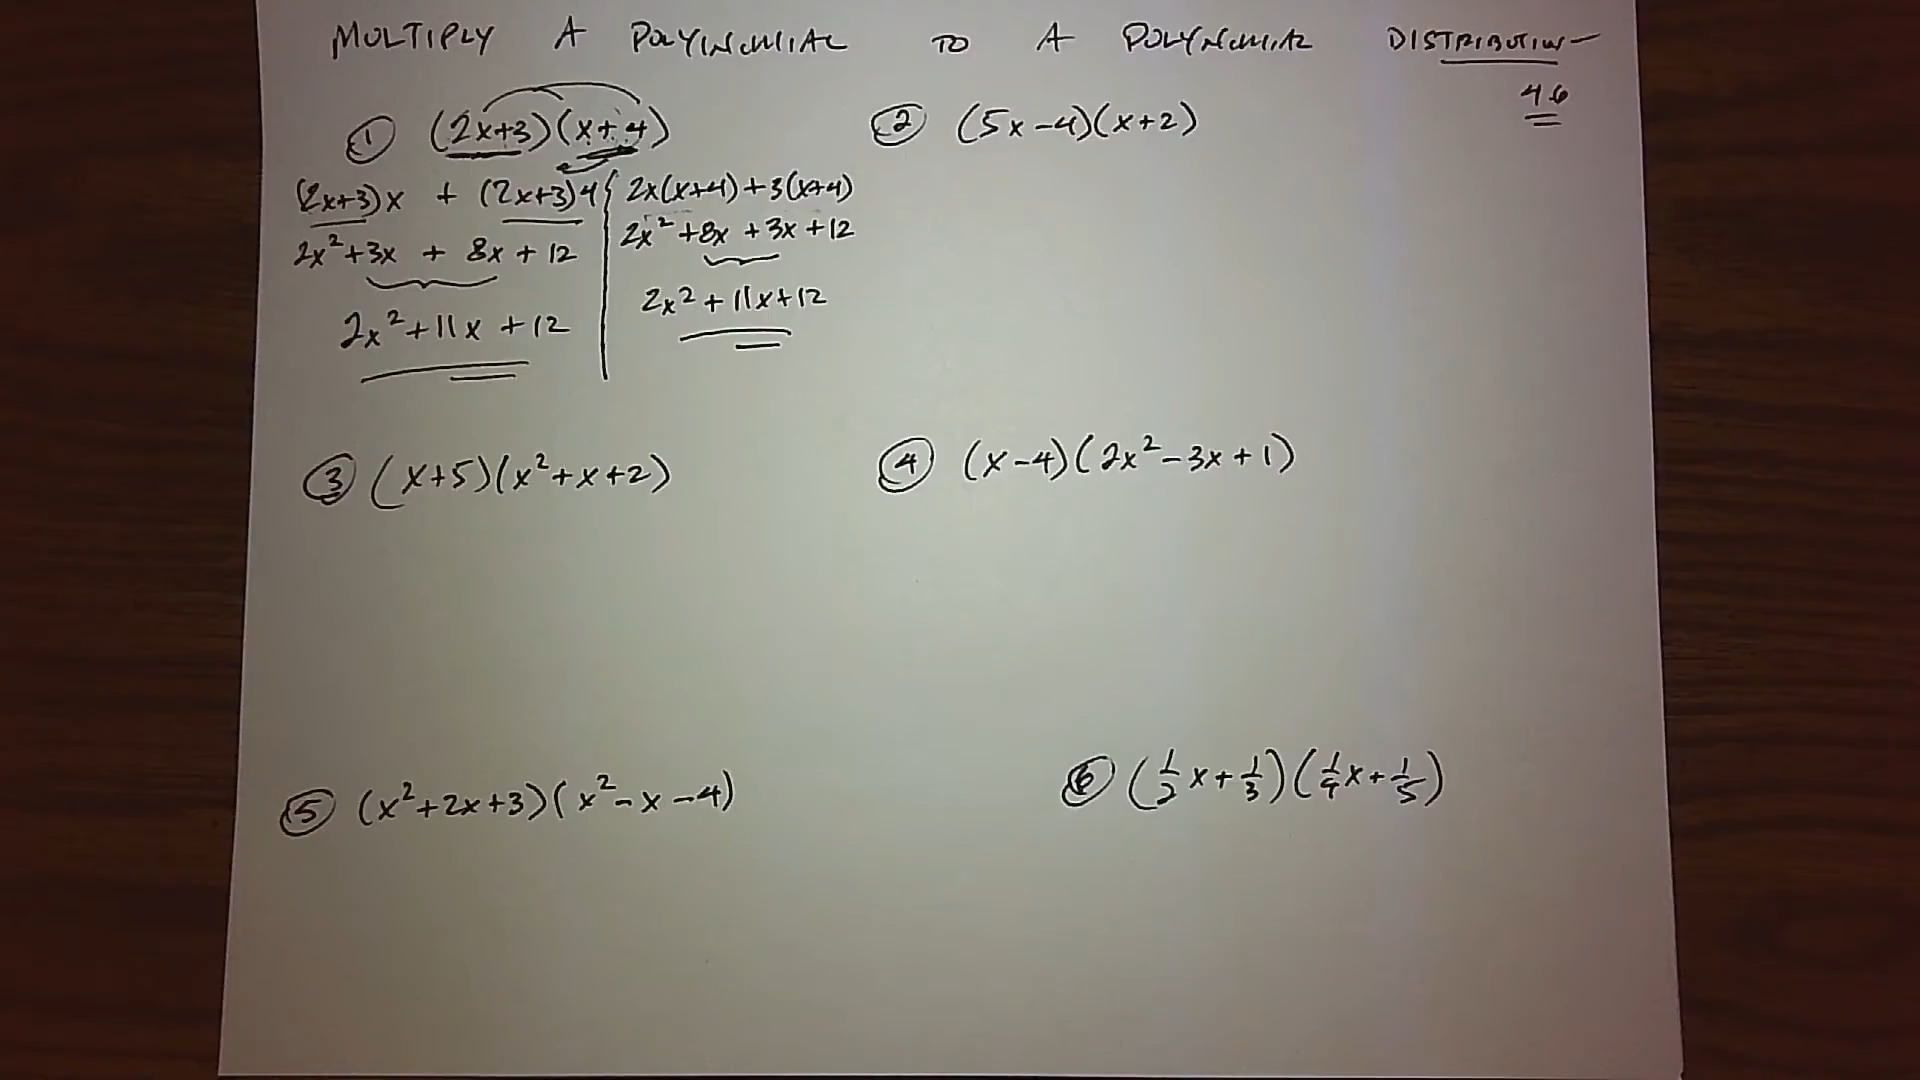 MULTIPLY A POLYINOMIAL TO A POLYNOMIAL DISTRIBUTION
46
① (2x+3)(x+4)
(2x+3)x + (2x+3)4
2x²+3x + 8x+12
2x²+11x+12
2x(x+4)+3(x+4)
2x²+8x+3x+12
2x²+11x+12
② (5x-4)(x+2)
③ (x+5)(x²+x+2)
④ (x-4)(2x²-3x+1)
⑤ (x²+2x+3)(x²-x-4)
⑥ (1/2x+1/3)(1/4x+1/5)